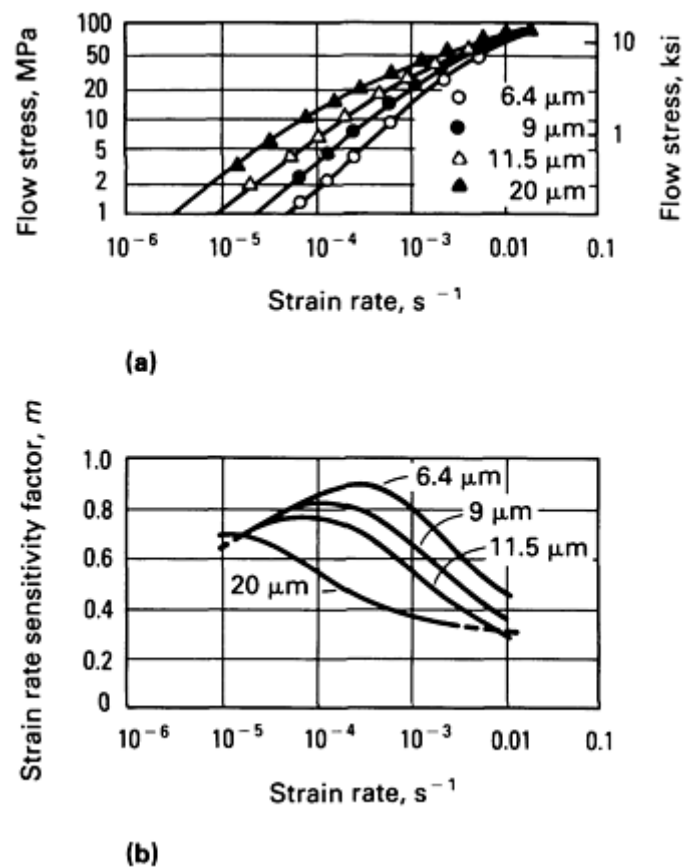 Flow stress, MPa
100
50
20
10
5
2
1
10
1
Flow stress, ksi
6.4 μm
9 μm
11.5 μm
20 μm
10⁻⁶ 10⁻⁵ 10⁻⁴ 10⁻³ 0.01 0.1
Strain rate, s⁻¹
(a)
Strain rate sensitivity factor, m
1.0
0.8
0.6
0.4
0.2
0
6.4 μm
9 μm
11.5 μm
20 μm
10⁻⁶ 10⁻⁵ 10⁻⁴ 10⁻³ 0.01 0.1
Strain rate, s⁻¹
(b)